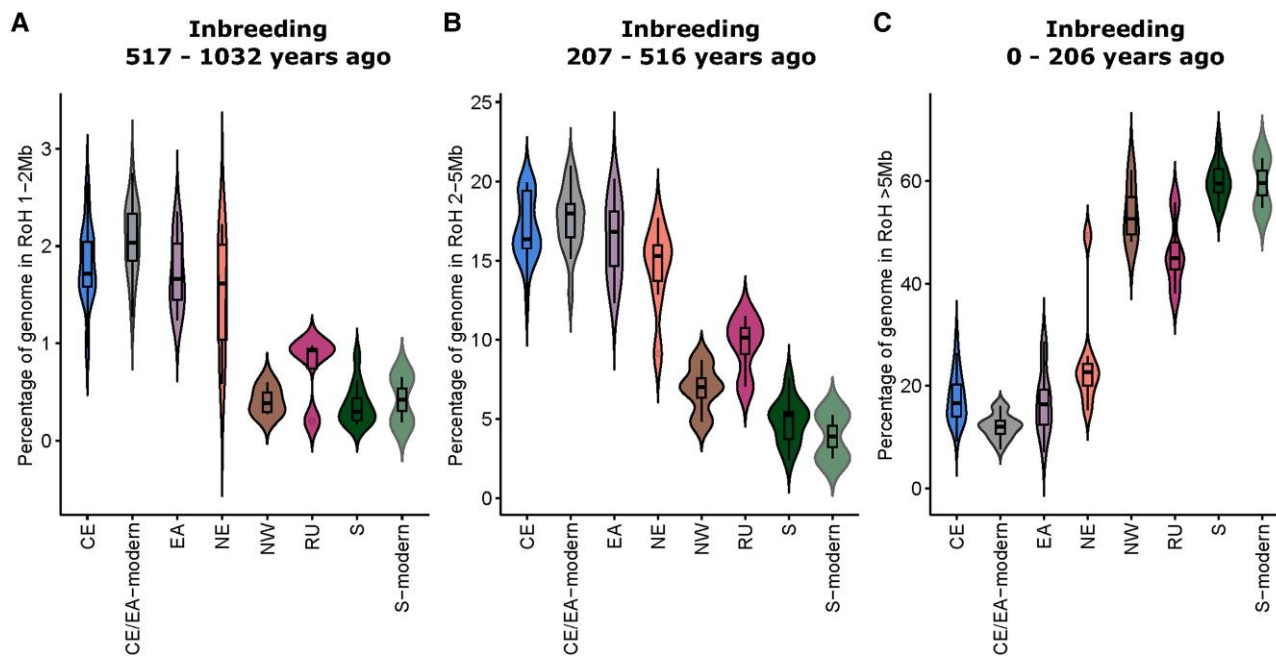 A
Inbreeding
517 - 1032 years ago
Percentage of genome in RoH 1-2Mb
3
2
1
0
CE
CE/EA-modern
EA
NE
NW
RU
S
S-modern
B
Inbreeding
207 - 516 years ago
Percentage of genome in RoH 2-5Mb
25
20
15
10
5
0
CE
CE/EA-modern
EA
NE
NW
RU
S
S-modern
C
Inbreeding
0 - 206 years ago
Percentage of genome in RoH >5Mb
60
40
20
0
CE
CE/EA-modern
EA
NE
NW
RU
S
S-modern